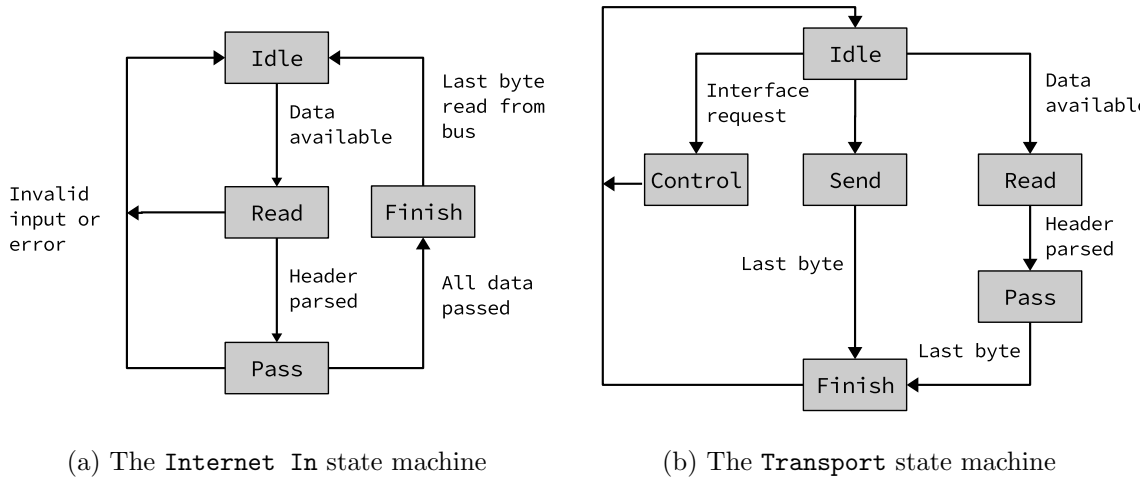 Idle
Last byte
read from
bus
Data
available
Invalid
input or
error
Read
Finish
Header
parsed
All data
passed
Pass
(a) The Internet In state machine
Idle
Interface
request
Data
available
Control
Send
Read
Header
parsed
Last byte
Pass
Last byte
Finish
(b) The Transport state machine